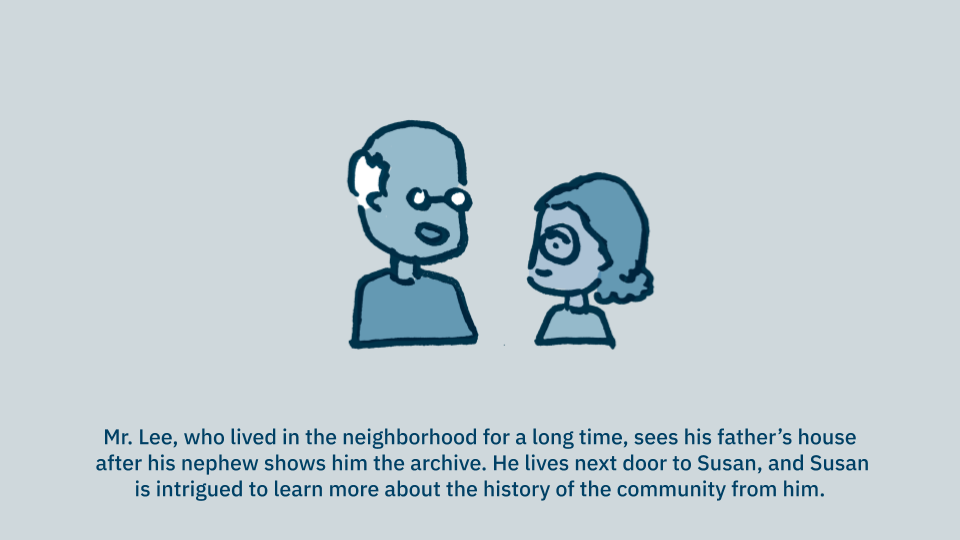 Mr. Lee, who lived in the neighborhood for a long time, sees his father’s house
after his nephew shows him the archive. He lives next door to Susan, and Susan
is intrigued to learn more about the history of the community from him.